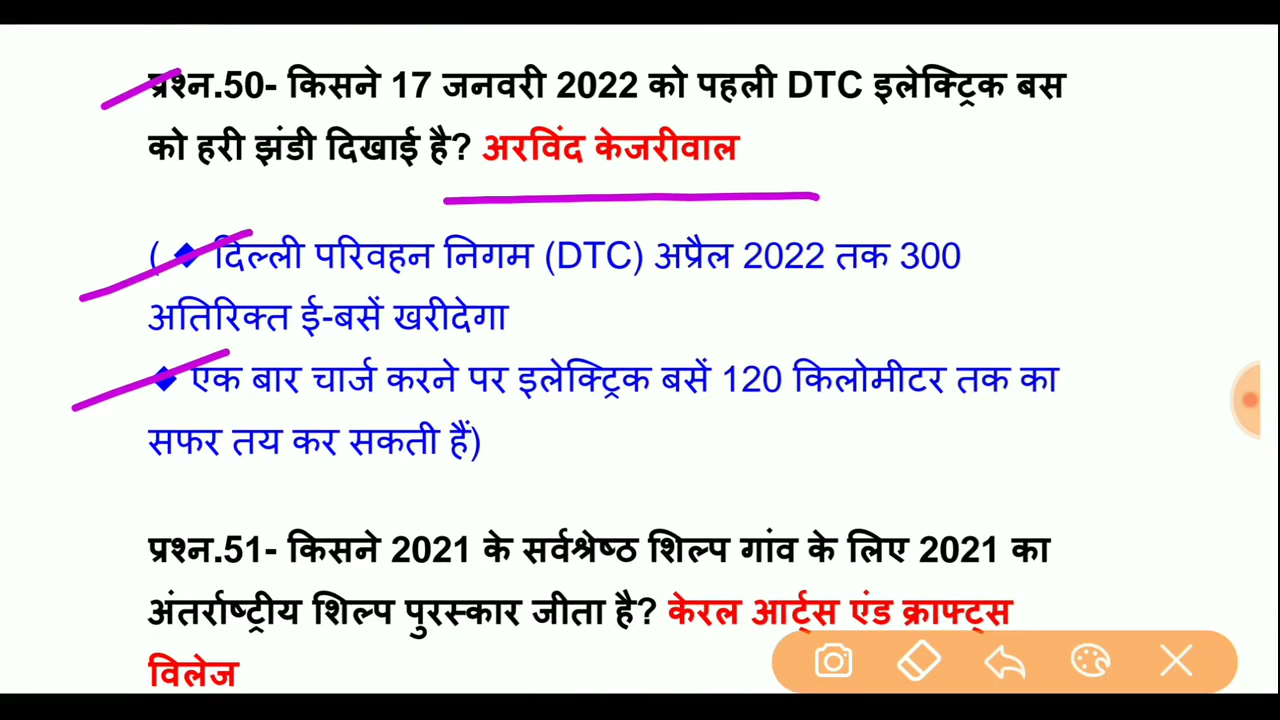 प्रश्न.50- किसने 17 जनवरी 2022 को पहली DTC इलेक्ट्रिक बस
को हरी झंडी दिखाई है? अरविंद केजरीवाल
( ◆ दिल्ली परिवहन निगम (DTC) अप्रैल 2022 तक 300
अतिरिक्त ई-बसें खरीदेगा
◆ एक बार चार्ज करने पर इलेक्ट्रिक बसें 120 किलोमीटर तक का
सफर तय कर सकती हैं)
प्रश्न.51- किसने 2021 के सर्वश्रेष्ठ शिल्प गांव के लिए 2021 का
अंतर्राष्ट्रीय शिल्प पुरस्कार जीता है? केरल आर्ट्स एंड क्राफ्ट्स
विलेज